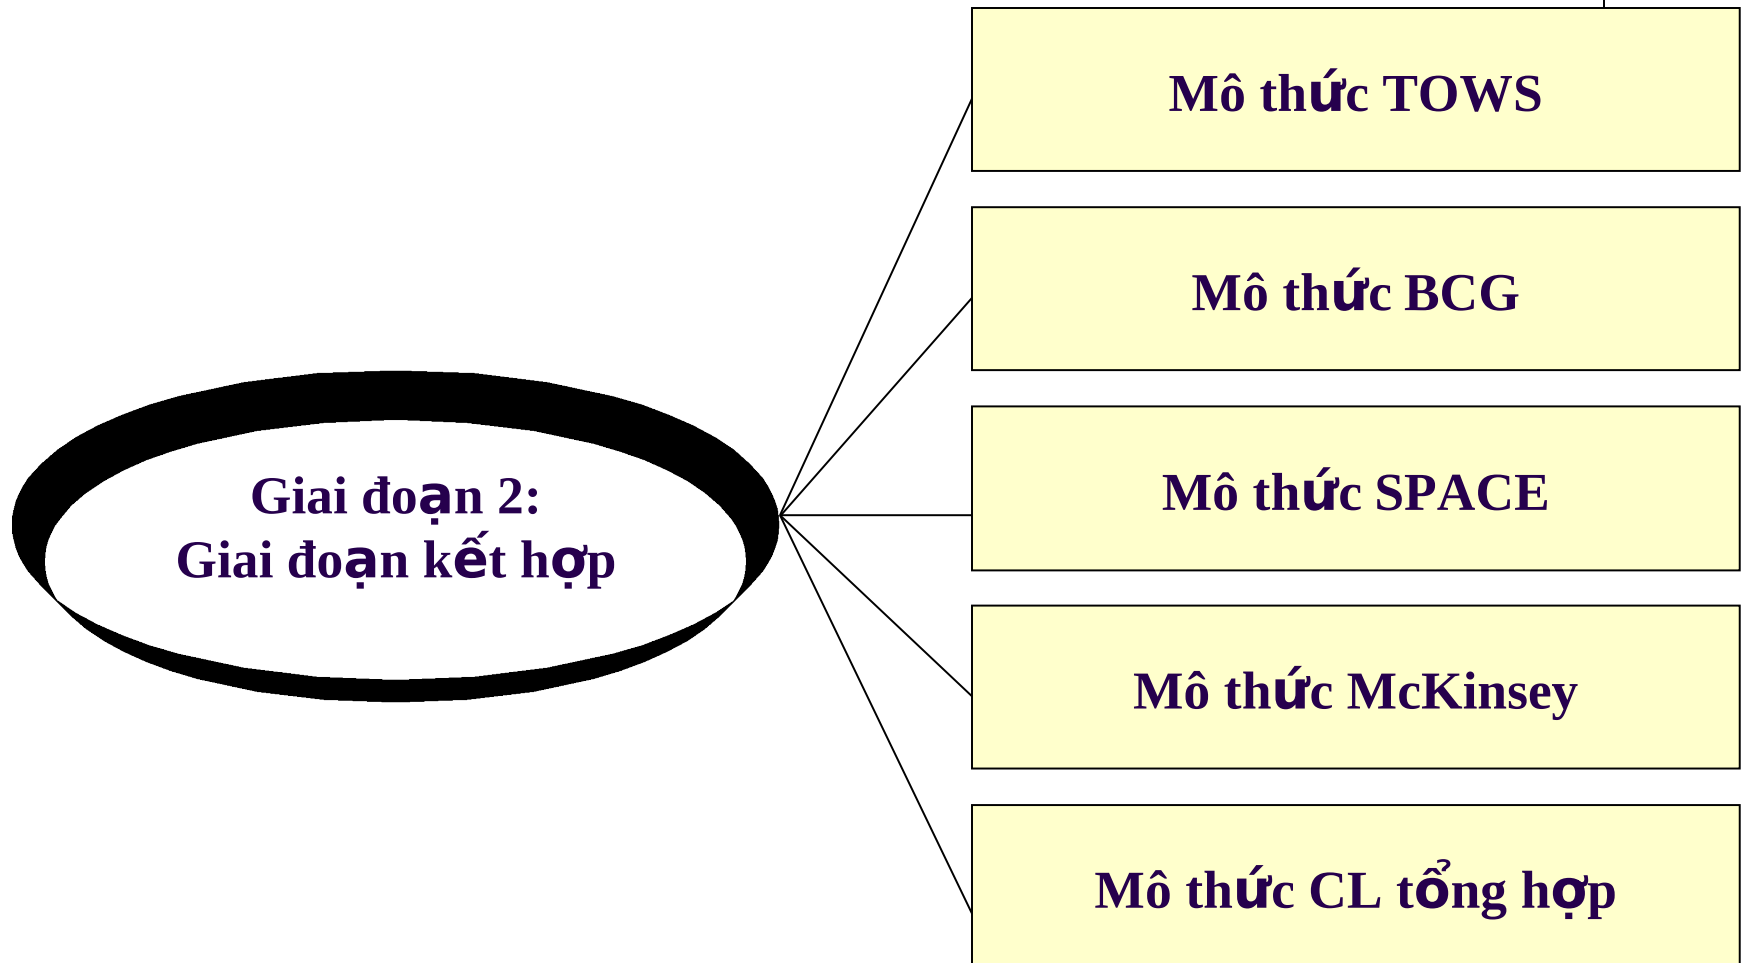 Mô thức TOWS
Mô thức BCG
Mô thức SPACE
Giai đoạn 2:
Giai đoạn kết hợp
Mô thức McKinsey
Mô thức CL tổng hợp